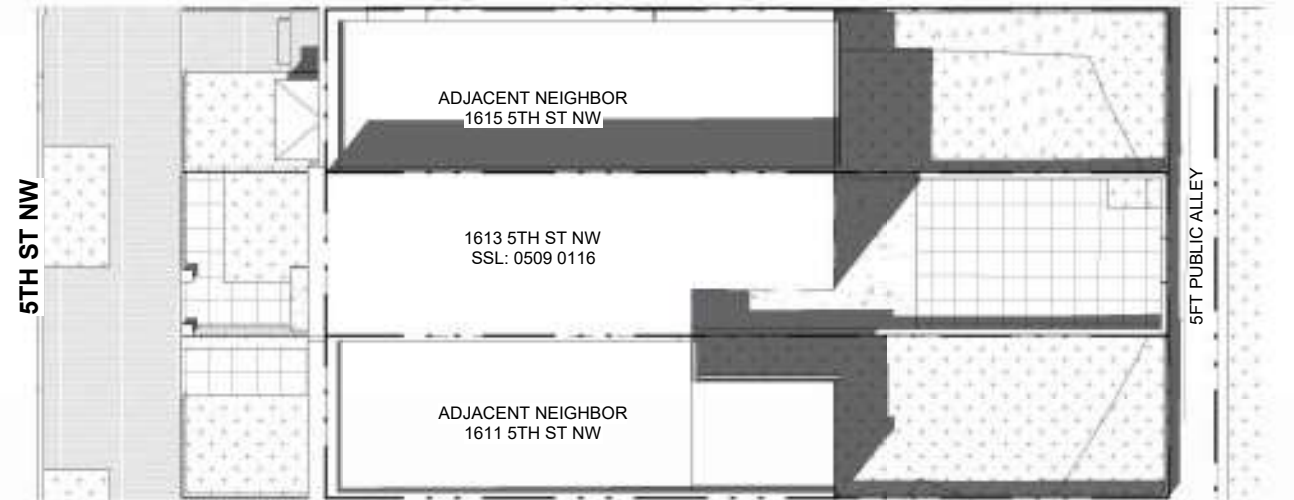 5TH ST NW
ADJACENT NEIGHBOR
1615 5TH ST NW
1613 5TH ST NW
SSL: 0509 0116
ADJACENT NEIGHBOR
1611 5TH ST NW
5FT PUBLIC ALLEY